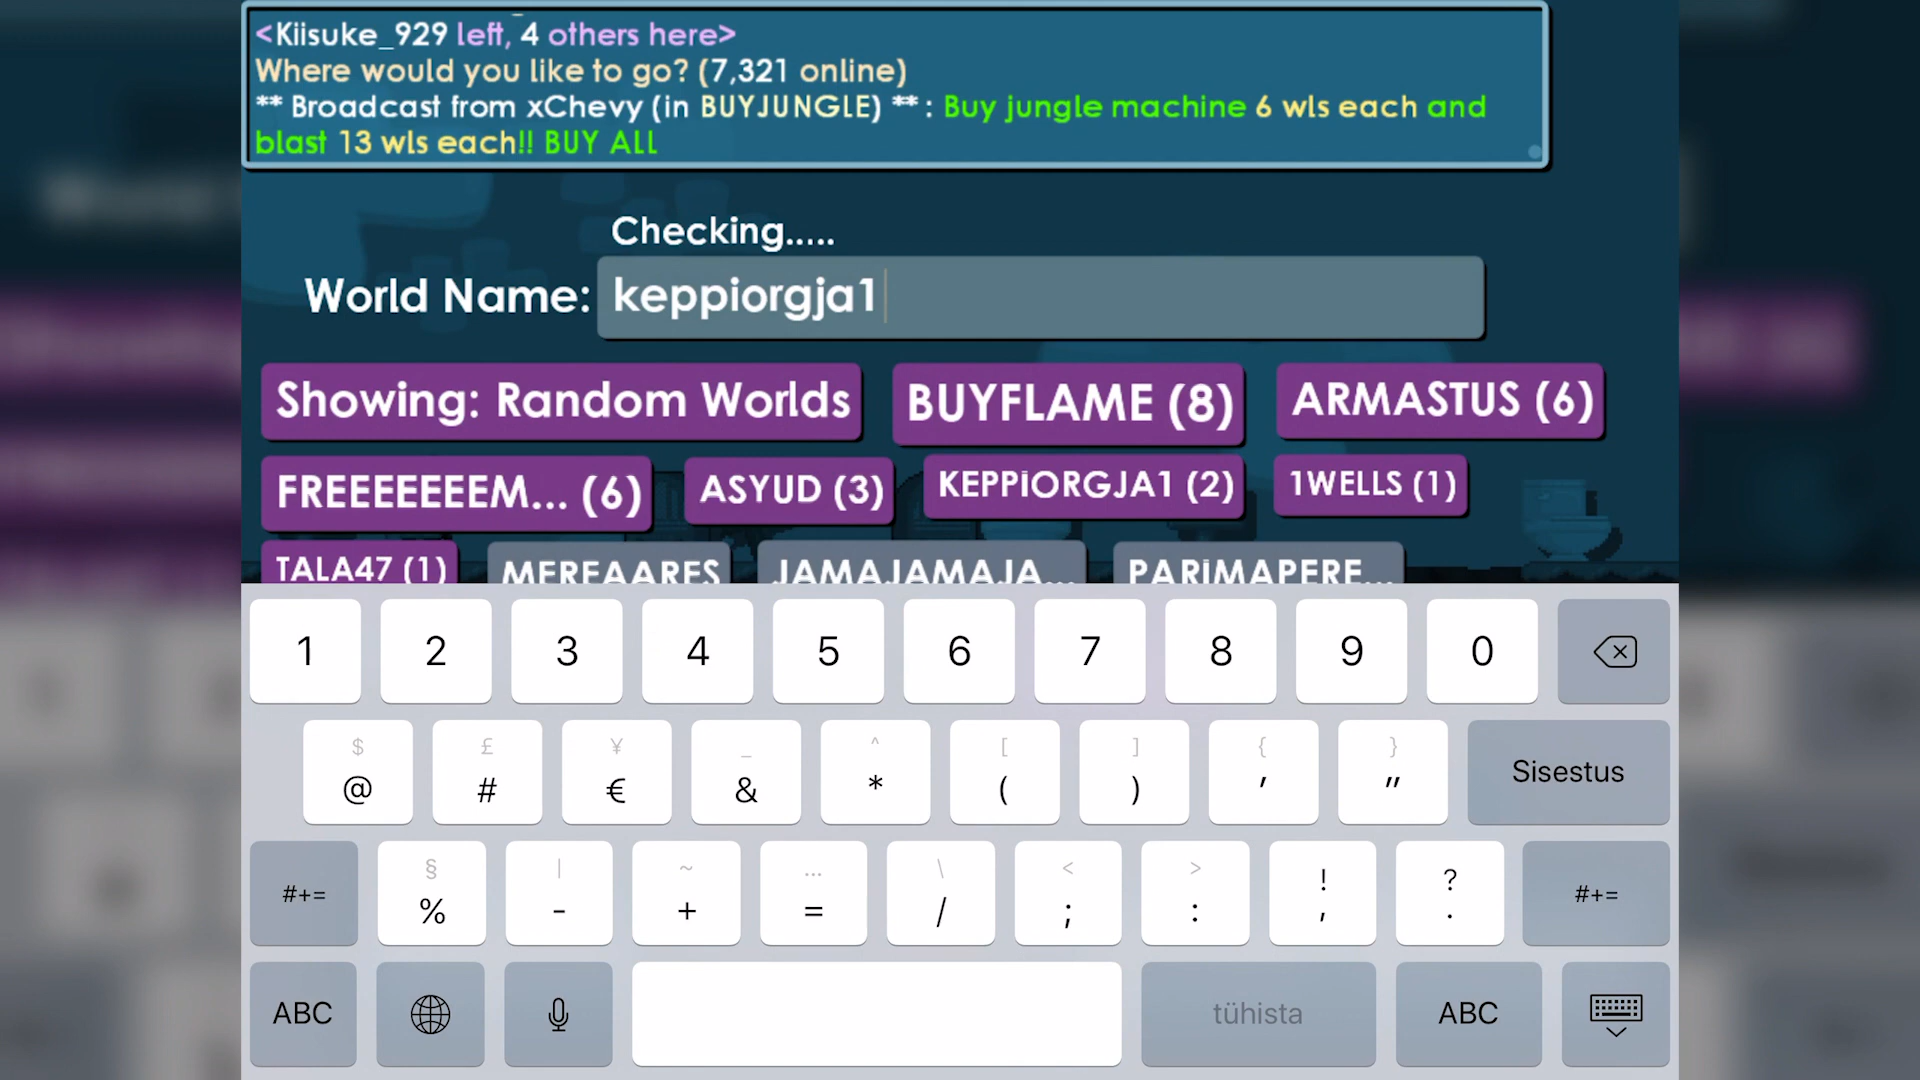 <Kiisuke_929 left, 4 others here>
Where would you like to go? (7,321 online)
** Broadcast from xChevy (in BUYJUNGLE) ** : Buy jungle machine 6 wls each and
blast 13 wls each!! BUY ALL
Checking.....
World Name: keppiorgja1
Showing: Random Worlds BUYFLAME (8) ARMASTUS (6)
FREEEEEEEM... (6) ASYUD (3) KEPPiORGJA1 (2) 1WELLS (1)
TALA47 (1) MEREAARES JAMAJAMAJA... PARiMAPERE...
1 2 3 4 5 6 7 8 9 0
$ £ ¥ _ ^ [ ] { }
@ # € & * ( ) ' " Sisestus
§ | ~ ... \ < > ! ?
#+= % - + = / ; : , . #+=
ABC tühista ABC